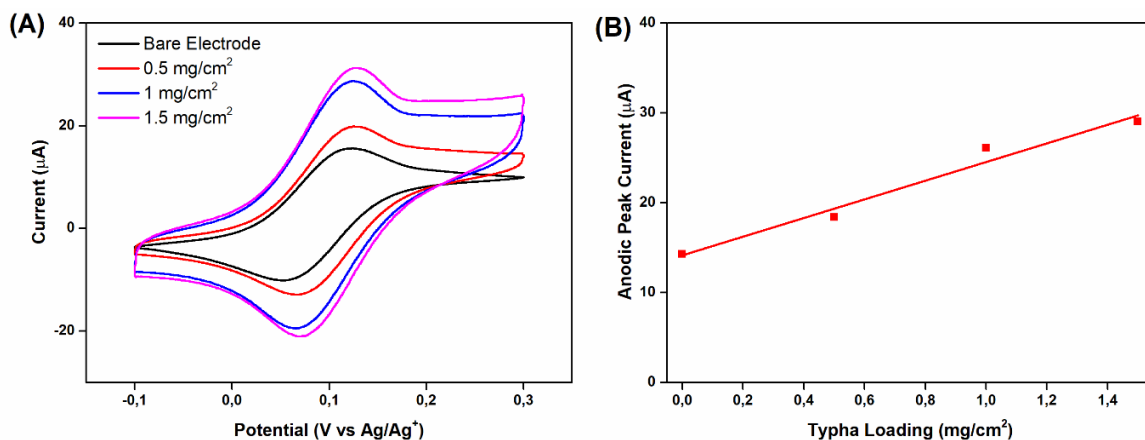 (A)
Bare Electrode
0.5 mg/cm²
1 mg/cm²
1.5 mg/cm²
40
20
0
-20
Current (μA)
-0,1 0,0 0,1 0,2 0,3
Potential (V vs Ag/Ag⁺)
(B)
40
30
20
10
0
Anodic Peak Current (μA)
0,0 0,2 0,4 0,6 0,8 1,0 1,2 1,4
Typha Loading (mg/cm²)